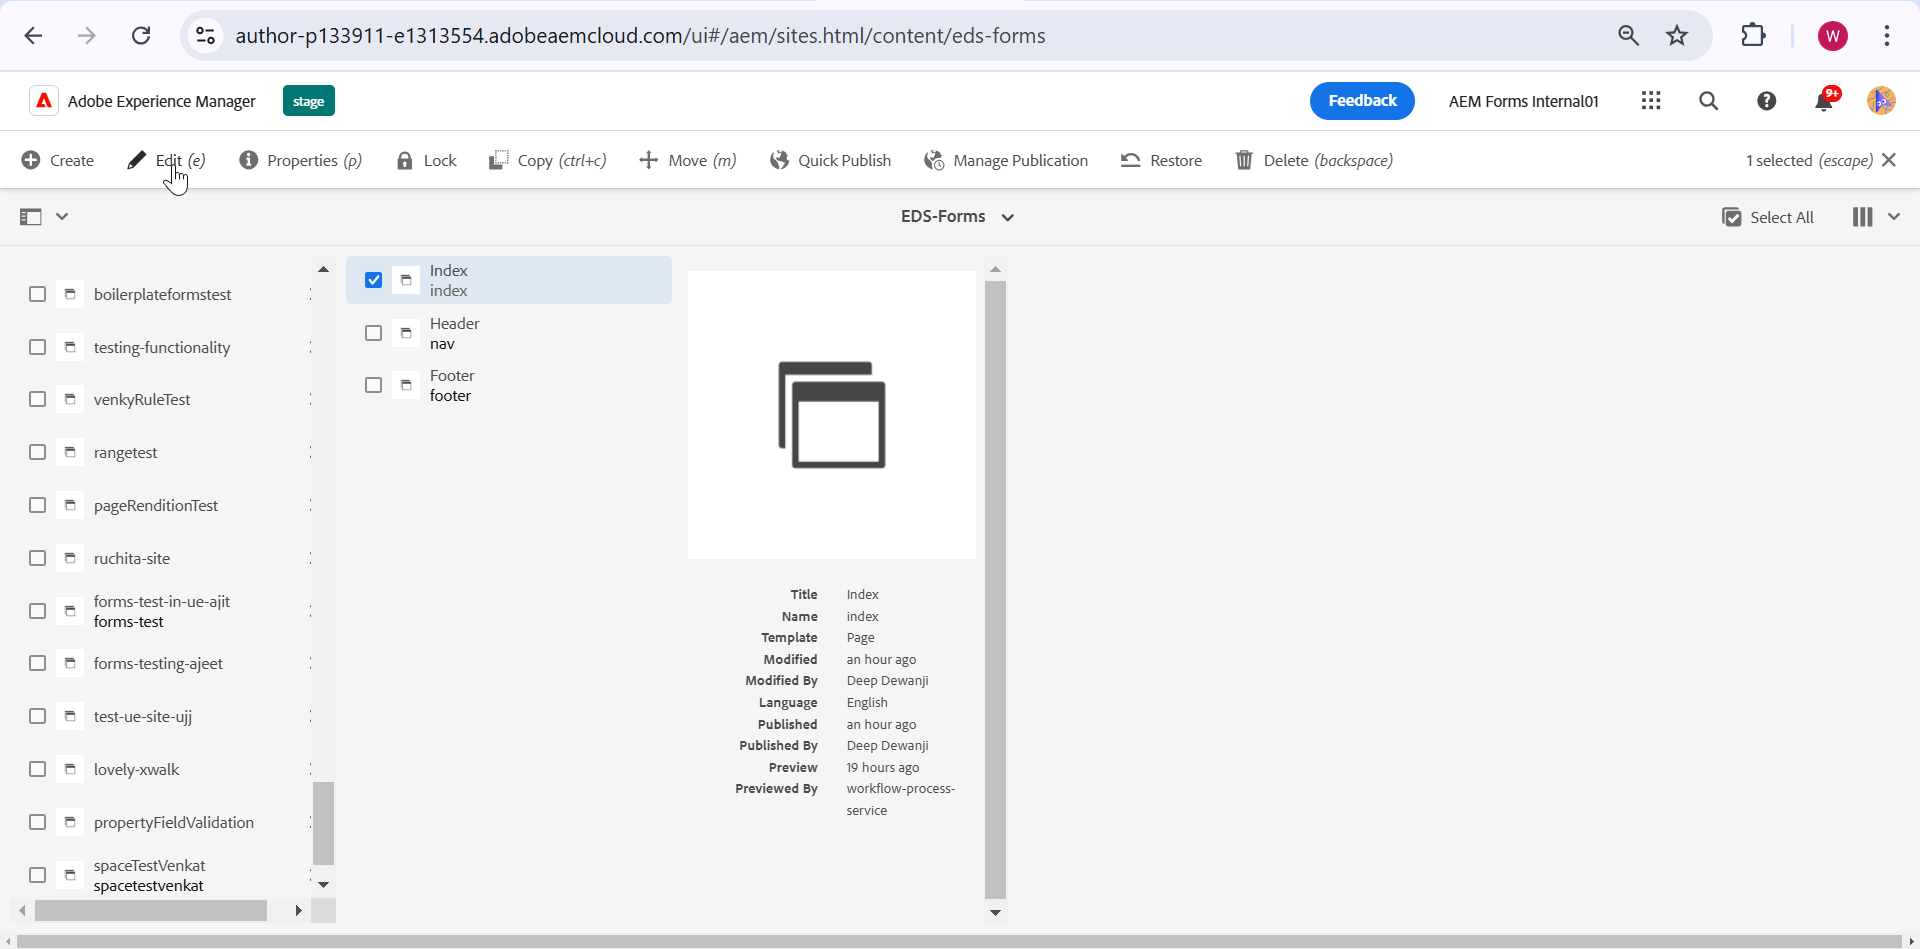 author-p133911-e1313554.adobeaemcloud.com/ui#/aem/sites.html/content/eds-forms
W
Adobe Experience Manager
stage
Feedback
AEM Forms Internal01
9+
Create
Edit (e)
Properties (p)
Lock
Copy (ctrl+c)
Move (m)
Quick Publish
Manage Publication
Restore
Delete (backspace)
1 selected (escape)
EDS-Forms
Select All
boilerplateformstest
testing-functionality
venkyRuleTest
rangetest
pageRenditionTest
ruchita-site
forms-test-in-ue-ajit
forms-test
forms-testing-ajeet
test-ue-site-ujj
lovely-xwalk
propertyFieldValidation
spaceTestVenkat
spacetestvenkat
Index
index
Header
nav
Footer
footer
Title Index
Name index
Template Page
Modified an hour ago
Modified By Deep Dewanji
Language English
Published an hour ago
Published By Deep Dewanji
Preview 19 hours ago
Previewed By workflow-process-
service